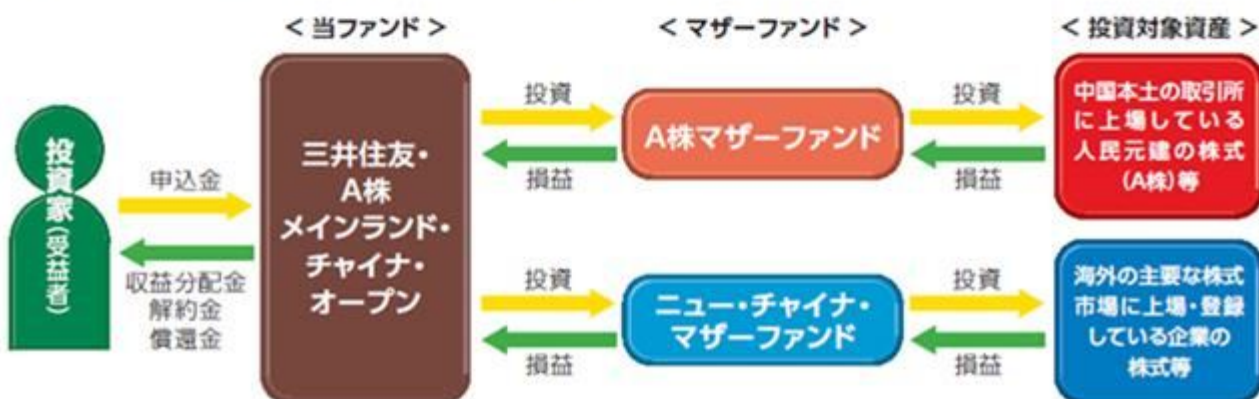 < 当ファンド >
< マザーファンド >
< 投資対象資産 >
投資家(受益者)
申込金
収益分配金
解約金
償還金
三井住友・
A株
メインランド・
チャイナ・
オープン
投資
損益
A株マザーファンド
投資
損益
中国本土の取引所
に上場している
人民元建の株式
(A株)等
投資
損益
ニュー・チャイナ・
マザーファンド
投資
損益
海外の主要な株式
市場に上場・登録
している企業の
株式等